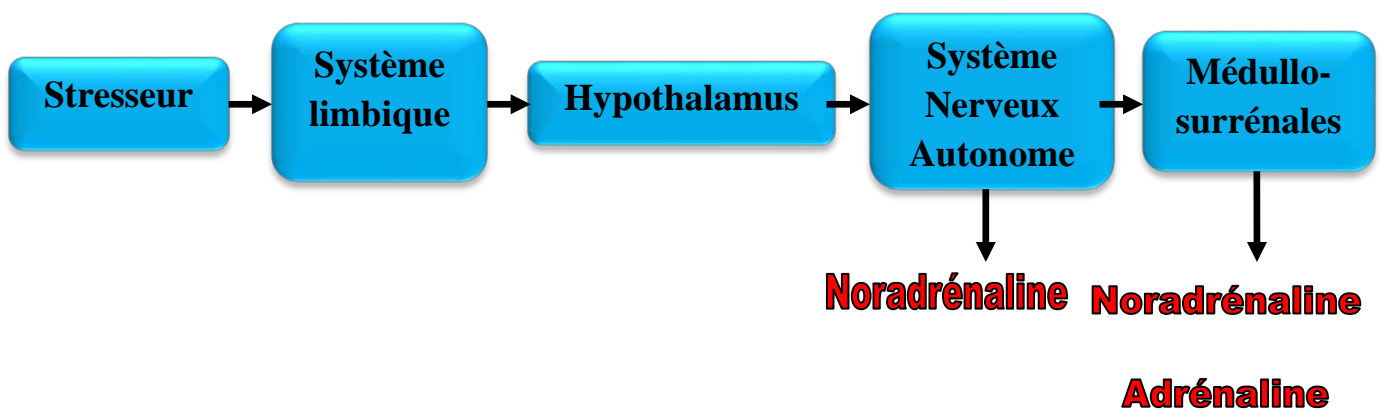 Stresseur
Système
limbique
Hypothalamus
Système
Nerveux
Autonome
Médullo-
surrénales
Noradrénaline
Noradrénaline
Adrénaline